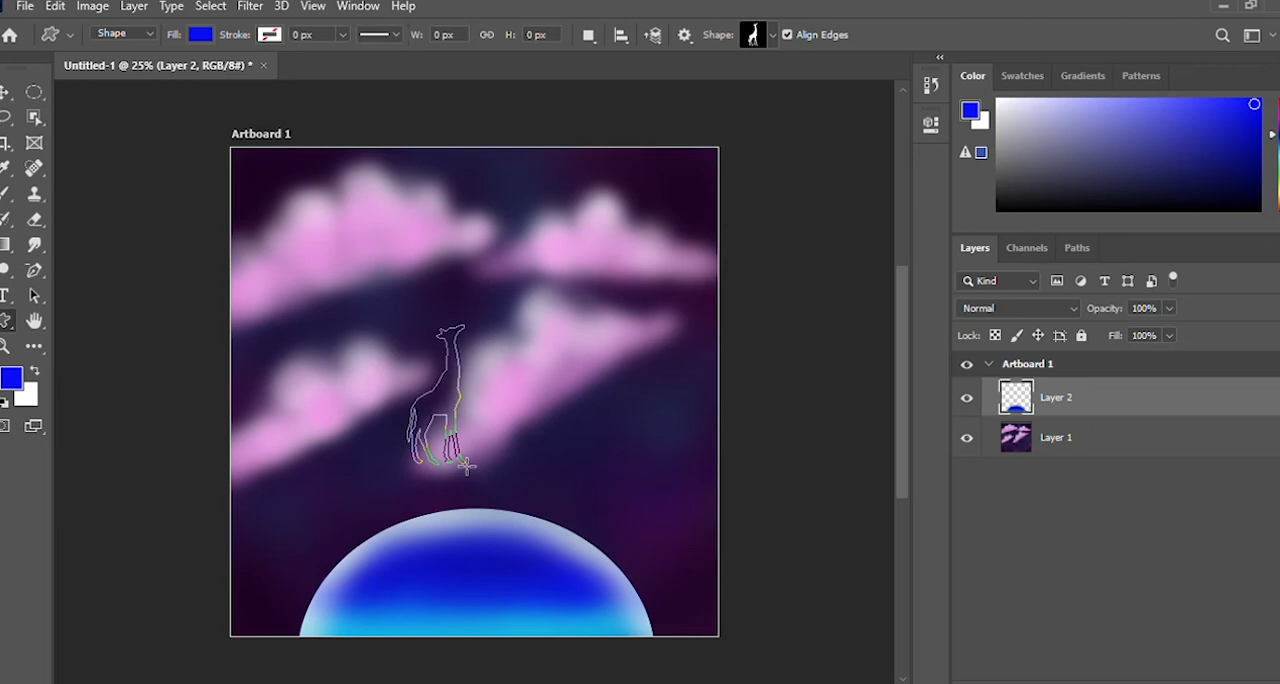 File Edit Image Layer Type Select Filter 3D View Window Help
Shape Fill: Stroke: 0 px W: 0 px H: 0 px Shape: Align Edges
Untitled-1 @ 25% (Layer 2, RGB/8#) * ×
Color Swatches Gradients Patterns
Artboard 1
Layers Channels Paths
Kind
Normal Opacity: 100%
Lock: Fill: 100%
Artboard 1
Layer 2
Layer 1